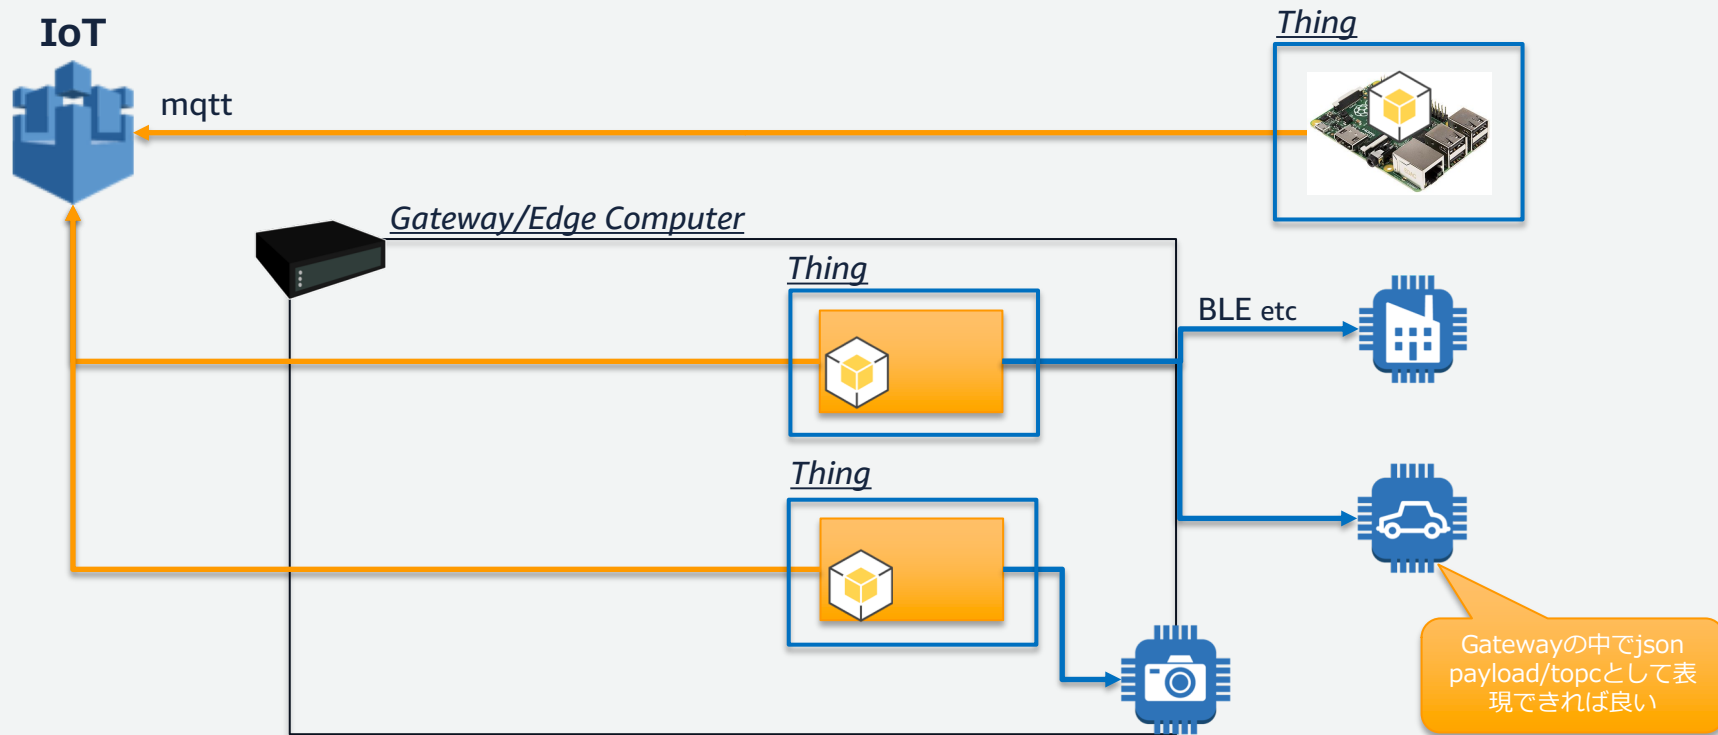 IoT
Thing
mqtt
Gateway/Edge Computer
Thing
BLE etc
Thing
Gatewayの中でjson
payload/topcとして表
現できれば良い